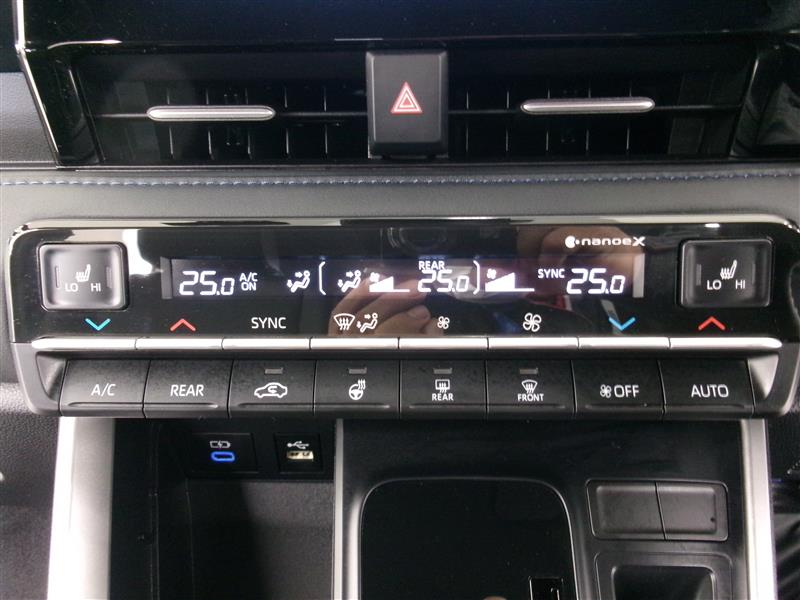 nanoe X
REAR
25.0 A/C ON 25.0 SYNC 25.0
LO HI
LO HI
SYNC
A/C REAR REAR FRONT OFF AUTO